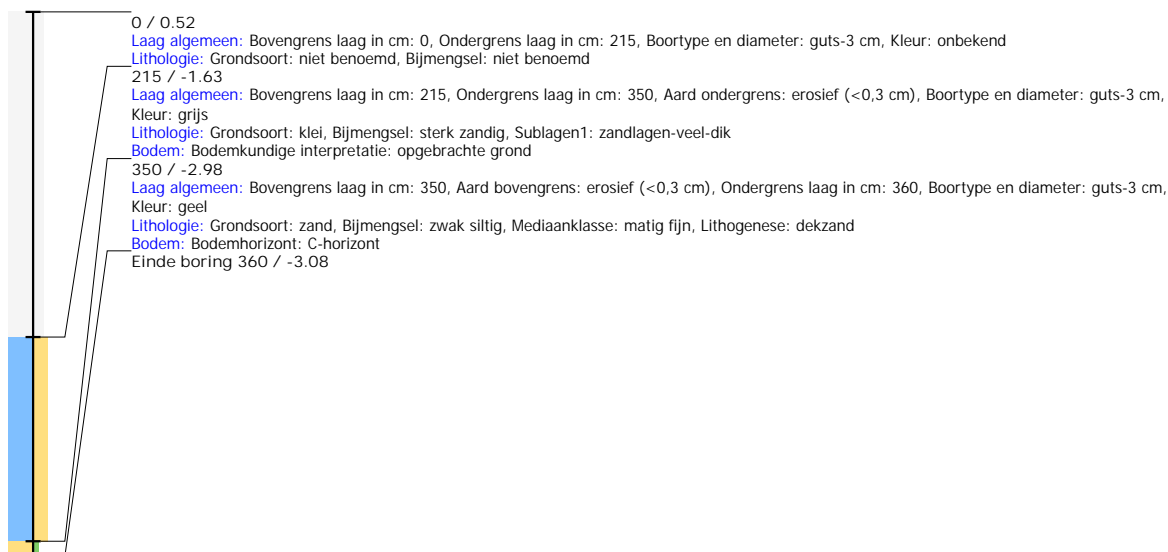 0 / 0.52
Laag algemeen: Bovengrens laag in cm: 0, Ondergrens laag in cm: 215, Boortype en diameter: guts-3 cm, Kleur: onbekend
Lithologie: Grondsoort: niet benoemd, Bijmengsel: niet benoemd
215 / -1.63
Laag algemeen: Bovengrens laag in cm: 215, Ondergrens laag in cm: 350, Aard ondergrens: erosief (<0,3 cm), Boortype en diameter: guts-3 cm,
Kleur: grijs
Lithologie: Grondsoort: klei, Bijmengsel: sterk zandig, Sublagen1: zandlagen-veel-dik
Bodem: Bodemkundige interpretatie: opgebrachte grond
350 / -2.98
Laag algemeen: Bovengrens laag in cm: 350, Aard bovengrens: erosief (<0,3 cm), Ondergrens laag in cm: 360, Boortype en diameter: guts-3 cm,
Kleur: geel
Lithologie: Grondsoort: zand, Bijmengsel: zwak siltig, Mediaanklasse: matig fijn, Lithogenese: dekzand
Bodem: Bodemhorizont: C-horizont
Einde boring 360 / -3.08